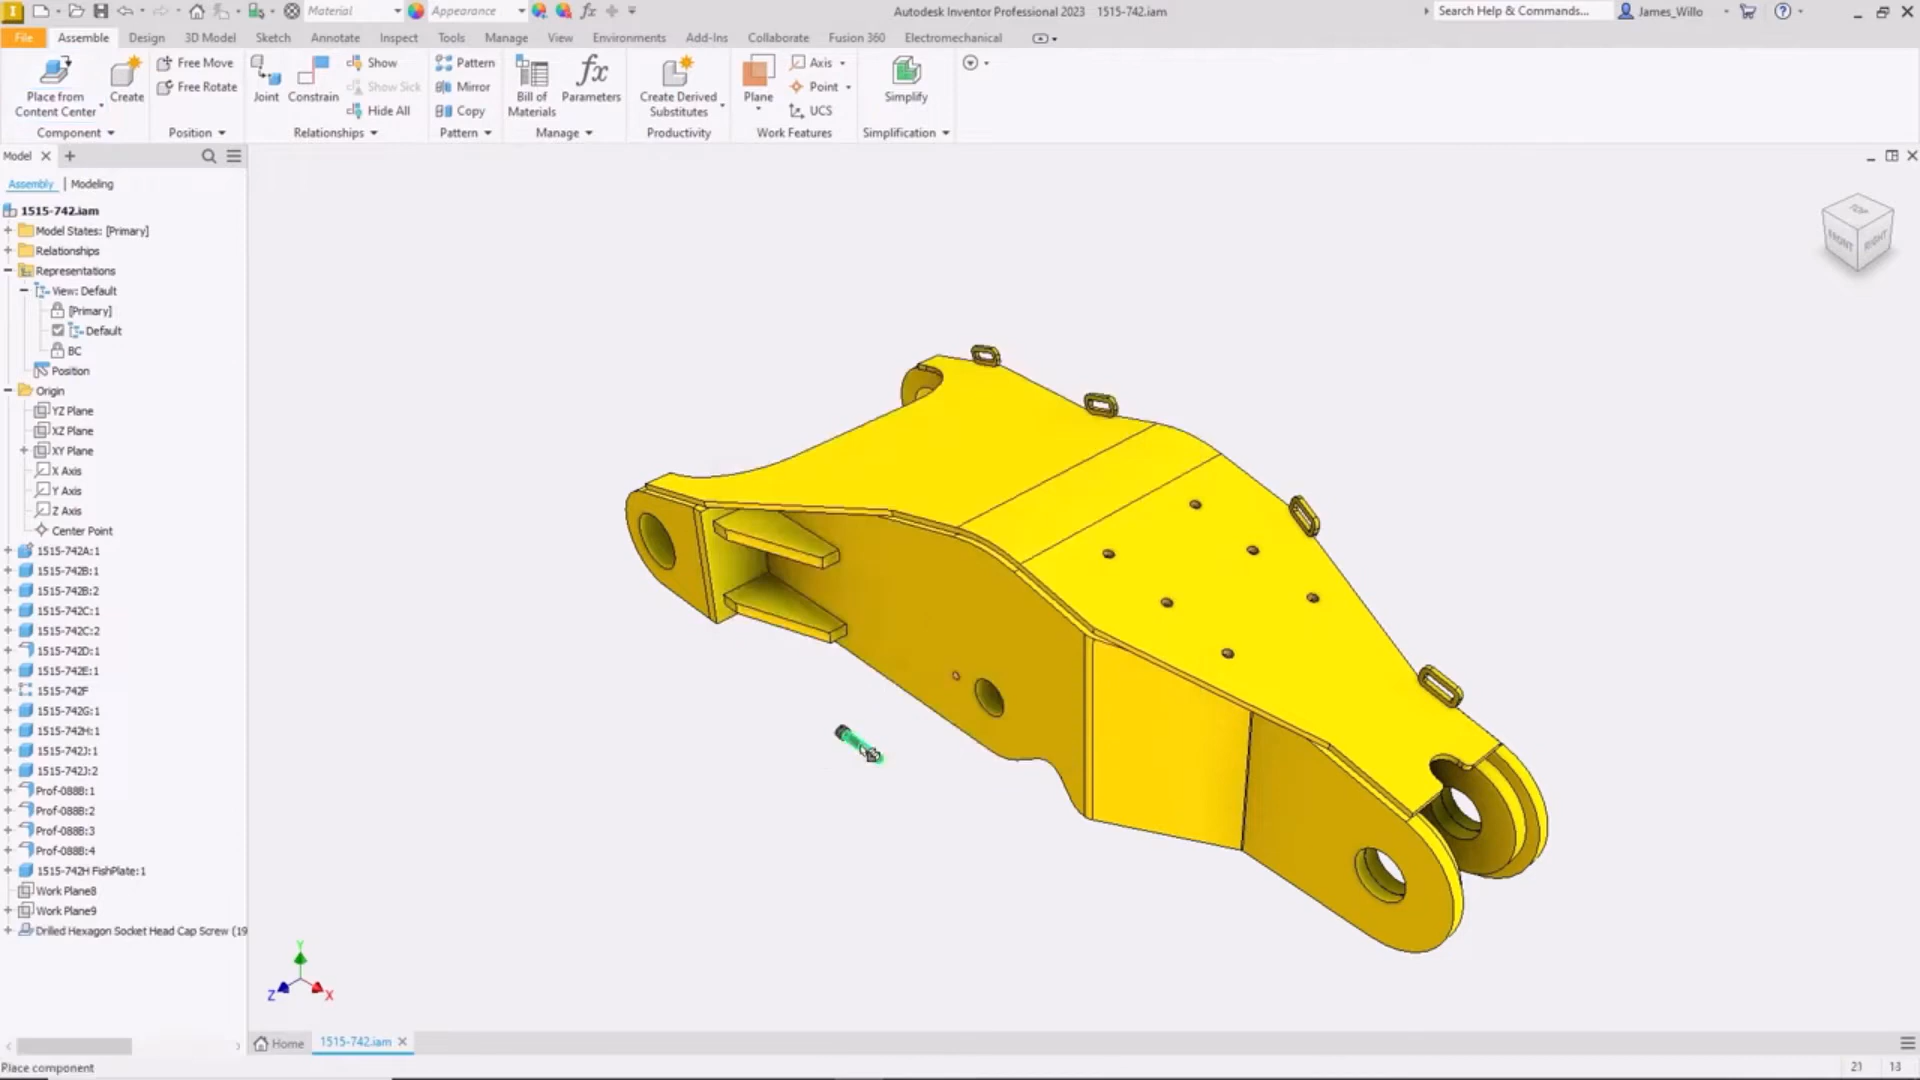 Material
Appearance
fx
Autodesk Inventor Professional 2023 1515-742.iam
Search Help & Commands...
James_Willo
File
Assemble
Design
3D Model
Sketch
Annotate
Inspect
Tools
Manage
View
Environments
Add-Ins
Collaborate
Fusion 360
Electromechanical
Place from
Content Center
Create
Free Move
Free Rotate
Joint
Constrain
Show
Show Sick
Hide All
Pattern
Mirror
Copy
Bill of
Materials
fx
Parameters
Create Derived
Substitutes
Plane
Axis
Point
UCS
Simplify
Component
Position
Relationships
Pattern
Manage
Productivity
Work Features
Simplification
Model
Assembly | Modeling
1515-742.iam
Model States: [Primary]
Relationships
Representations
View: Default
[Primary]
Default
BC
Position
Origin
YZ Plane
XZ Plane
XY Plane
X Axis
Y Axis
Z Axis
Center Point
1515-742A:1
1515-742B:1
1515-742B:2
1515-742C:1
1515-742C:2
1515-742D:1
1515-742E:1
1515-742F
1515-742G:1
1515-742H:1
1515-742J:1
1515-742J:2
Prof-088B:1
Prof-088B:2
Prof-088B:3
Prof-088B:4
1515-742H FishPlate:1
Work Plane8
Work Plane9
Drilled Hexagon Socket Head Cap Screw (19
TOP
FRONT
RIGHT
Y
Z
X
Home
1515-742.iam
Place component
21
13